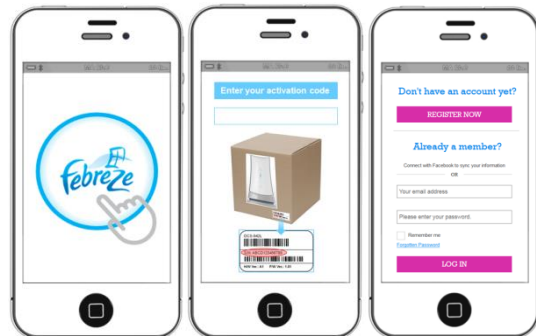 febreze
Enter your activation code
Don't have an account yet?
REGISTER NOW
Already a member?
Connect with Facebook to sync your information
OR
Your email address
Please enter your password.
Remember me
Forgotten Password
LOG IN